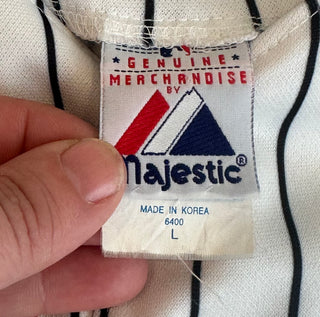 GENUINE
MERCHANDISE
BY
Majestic®
MADE IN KOREA
6400
L